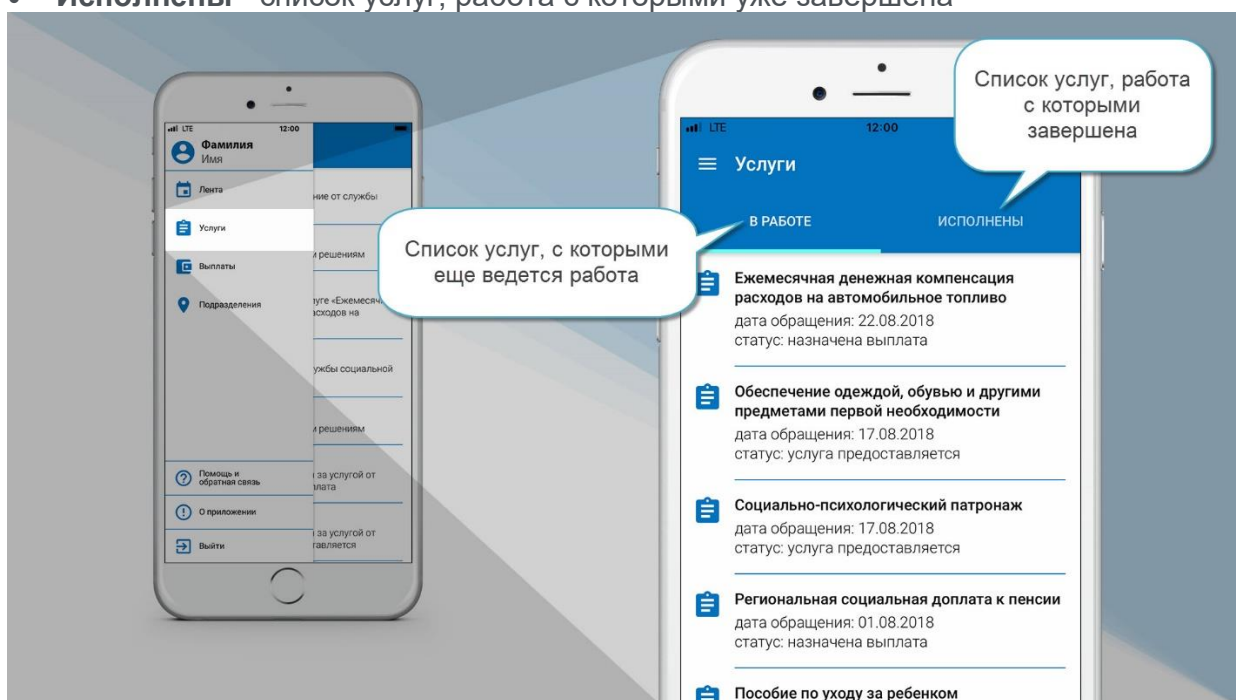 • Исполнены - список услуг, работа с которыми уже завершена
LTE 12:00
Фамилия
Имя
Лента
Услуги
Выплаты
Подразделения
Помощь и
обратная связь
О приложении
Выйти
ние от службы
решениям
луге «Ежемесяч
асходов на
ужбы социальной
решениям
за услугой от
лата
за услугой от
тавляется
Список услуг, с которыми
еще ведется работа
Список услуг, работа
с которыми
завершена
LTE 12:00
Услуги
В РАБОТЕ ИСПОЛНЕНЫ
Ежемесячная денежная компенсация
расходов на автомобильное топливо
дата обращения: 22.08.2018
статус: назначена выплата
Обеспечение одеждой, обувью и другими
предметами первой необходимости
дата обращения: 17.08.2018
статус: услуга предоставляется
Социально-психологический патронаж
дата обращения: 17.08.2018
статус: услуга предоставляется
Региональная социальная доплата к пенсии
дата обращения: 01.08.2018
статус: назначена выплата
Пособие по уходу за ребенком